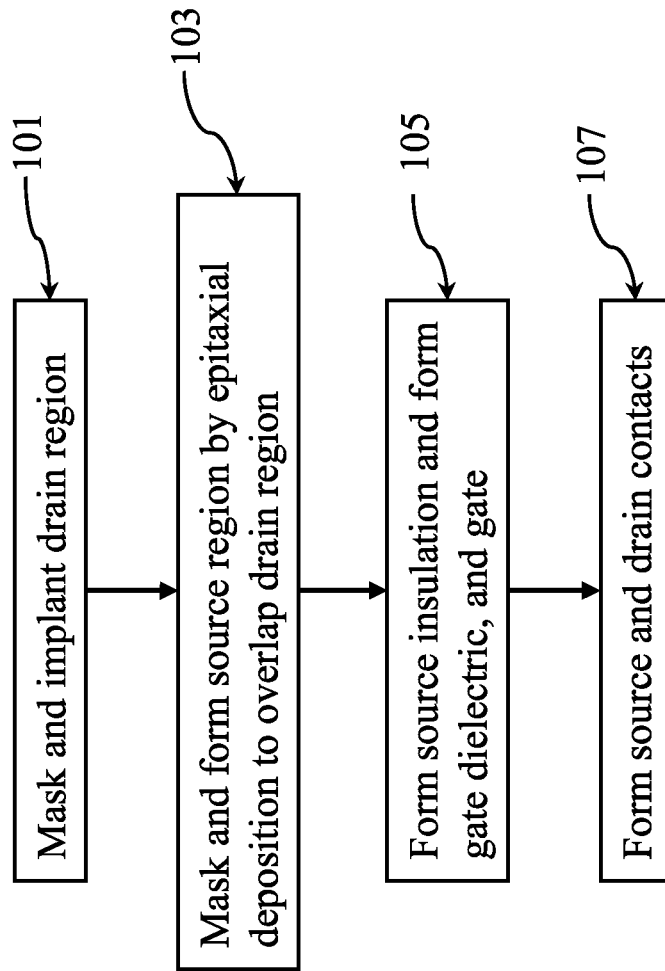 Mask and implant drain region
101
Mask and form source region by epitaxial
deposition to overlap drain region
103
Form source insulation and form
gate dielectric, and gate
105
Form source and drain contacts
107